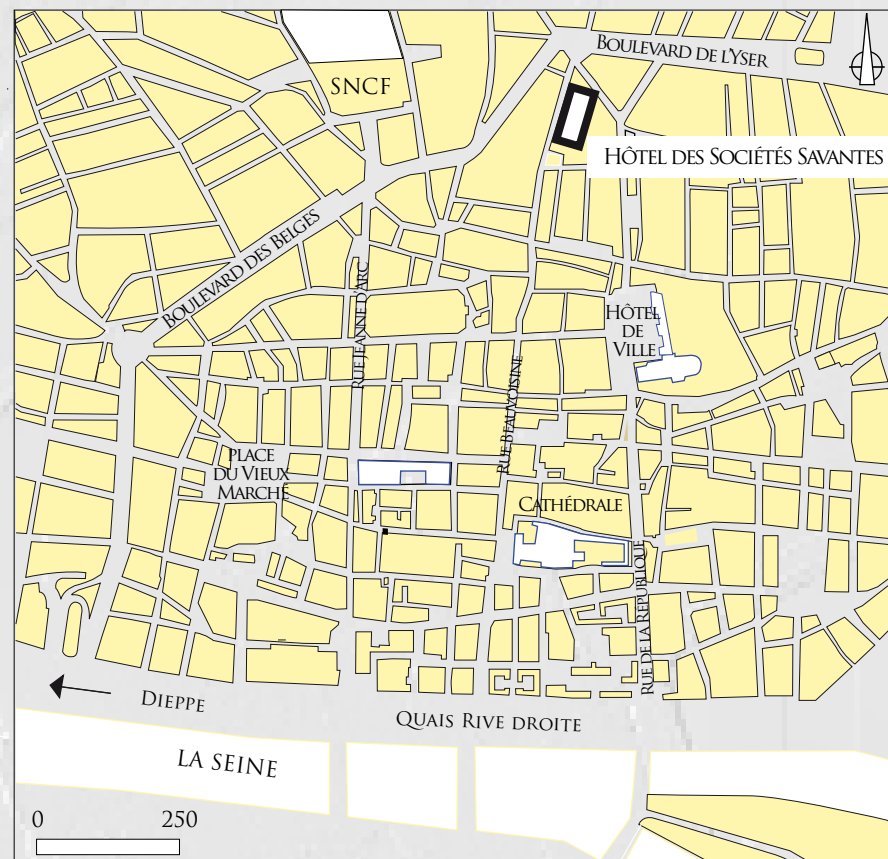 BOULEVARD DE L'YSER
SNCF
HÔTEL DES SOCIÉTÉS SAVANTES
BOULEVARD DES BELGES
RUE JEANNE D'ARC
HÔTEL
DE
VILLE
RUE BEAUVOISINE
PLACE
DU VIEUX
MARCHÉ
CATHÉDRALE
RUE DE LA RÉPUBLIQUE
DIEPPE
QUAIS RIVE DROITE
LA SEINE
0 250